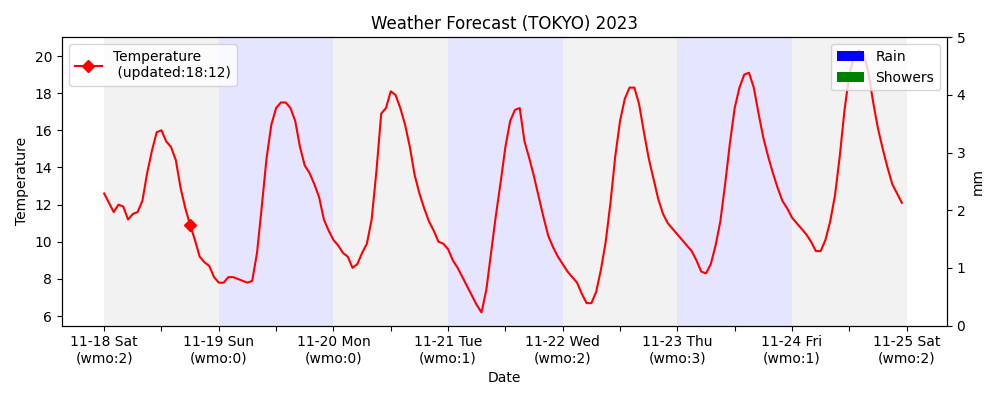 Weather Forecast (TOKYO) 2023
Temperature
(updated:18:12)
Rain
Showers
Temperature
20
18
16
14
12
10
8
6
5
4
3
2
1
0
mm
11-18 Sat
(wmo:2)
11-19 Sun
(wmo:0)
11-20 Mon
(wmo:0)
11-21 Tue
(wmo:1)
11-22 Wed
(wmo:2)
11-23 Thu
(wmo:3)
11-24 Fri
(wmo:1)
11-25 Sat
(wmo:2)
Date